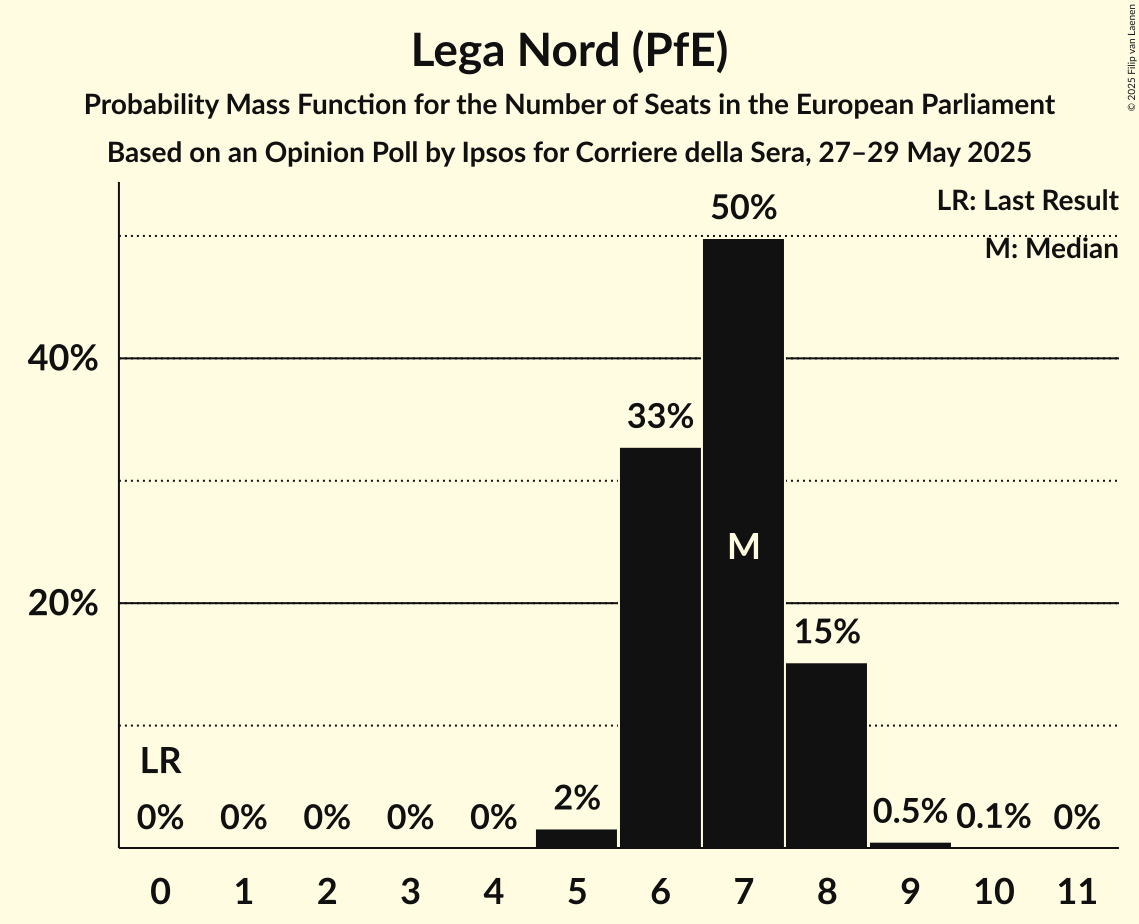 Lega Nord (PfE)
Probability Mass Function for the Number of Seats in the European Parliament
Based on an Opinion Poll by Ipsos for Corriere della Sera, 27–29 May 2025
© 2025 Filip van Laenen
LR: Last Result
M: Median
50%
40%
33%
M
20%
15%
LR
2%
0% 0% 0% 0% 0% 0.5% 0.1% 0%
0 1 2 3 4 5 6 7 8 9 10 11